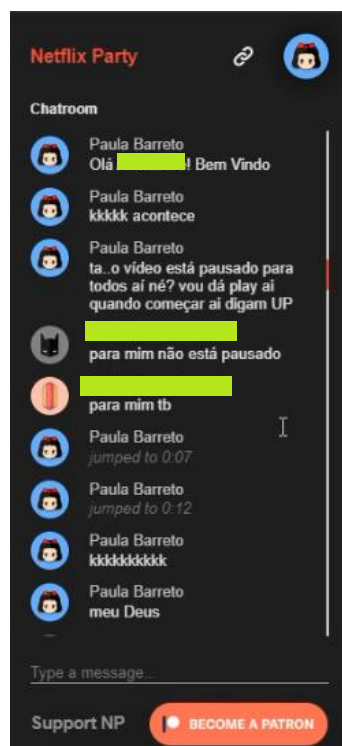 Netflix Party
Chatroom
Paula Barreto
Olá ! Bem Vindo
Paula Barreto
kkkkk acontece
Paula Barreto
ta..o vídeo está pausado para
todos aí né? vou dá play ai
quando começar ai digam UP
para mim não está pausado
para mim tb
Paula Barreto
jumped to 0:07
Paula Barreto
jumped to 0:12
Paula Barreto
kkkkkkkkkk
Paula Barreto
meu Deus
Type a message...
Support NP
BECOME A PATRON